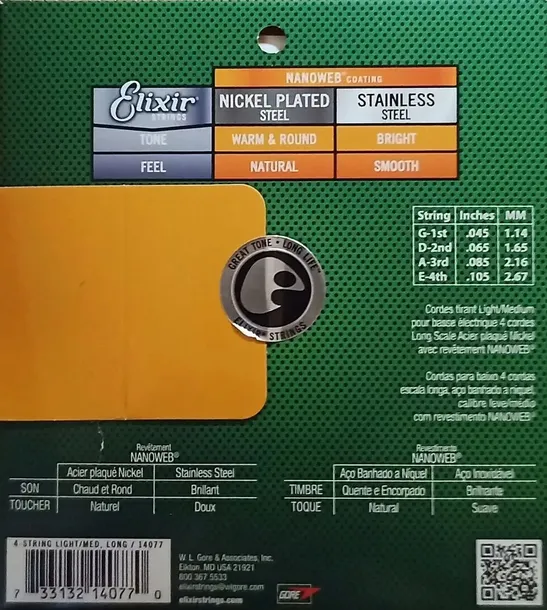 NANOWEB® COATING
Elixir® STRINGS NICKEL PLATED STEEL STAINLESS STEEL
TONE WARM & ROUND BRIGHT
FEEL NATURAL SMOOTH
GREAT TONE • LONG LIFE™
ELIXIR® STRINGS
String Inches MM
G-1st .045 1.14
D-2nd .065 1.65
A-3rd .085 2.16
E-4th .105 2.67
Cordes tirant Light/Medium
pour basse électrique 4 cordes
Long Scale Acier plaqué Nickel
avec revêtement NANOWEB®
Cordas para baixo 4 cordas
escala longa, aço banhado a níquel,
calibre leve/médio
com revestimento NANOWEB®
Revêtement
NANOWEB®
Acier plaqué Nickel Stainless Steel
SON Chaud et Rond Brillant
TOUCHER Naturel Doux
Revestimento
NANOWEB®
Aço Banhado a Níquel Aço Inoxidável
TIMBRE Quente e Encorpado Brilhante
TOQUE Natural Suave
4 STRING LIGHT/MED, LONG / 14077
7 33132 14077 0
W. L. Gore & Associates, Inc.
Elkton, MD USA 21921
800 367.5533
elixirstrings@wlgore.com
elixirstrings.com
GORE